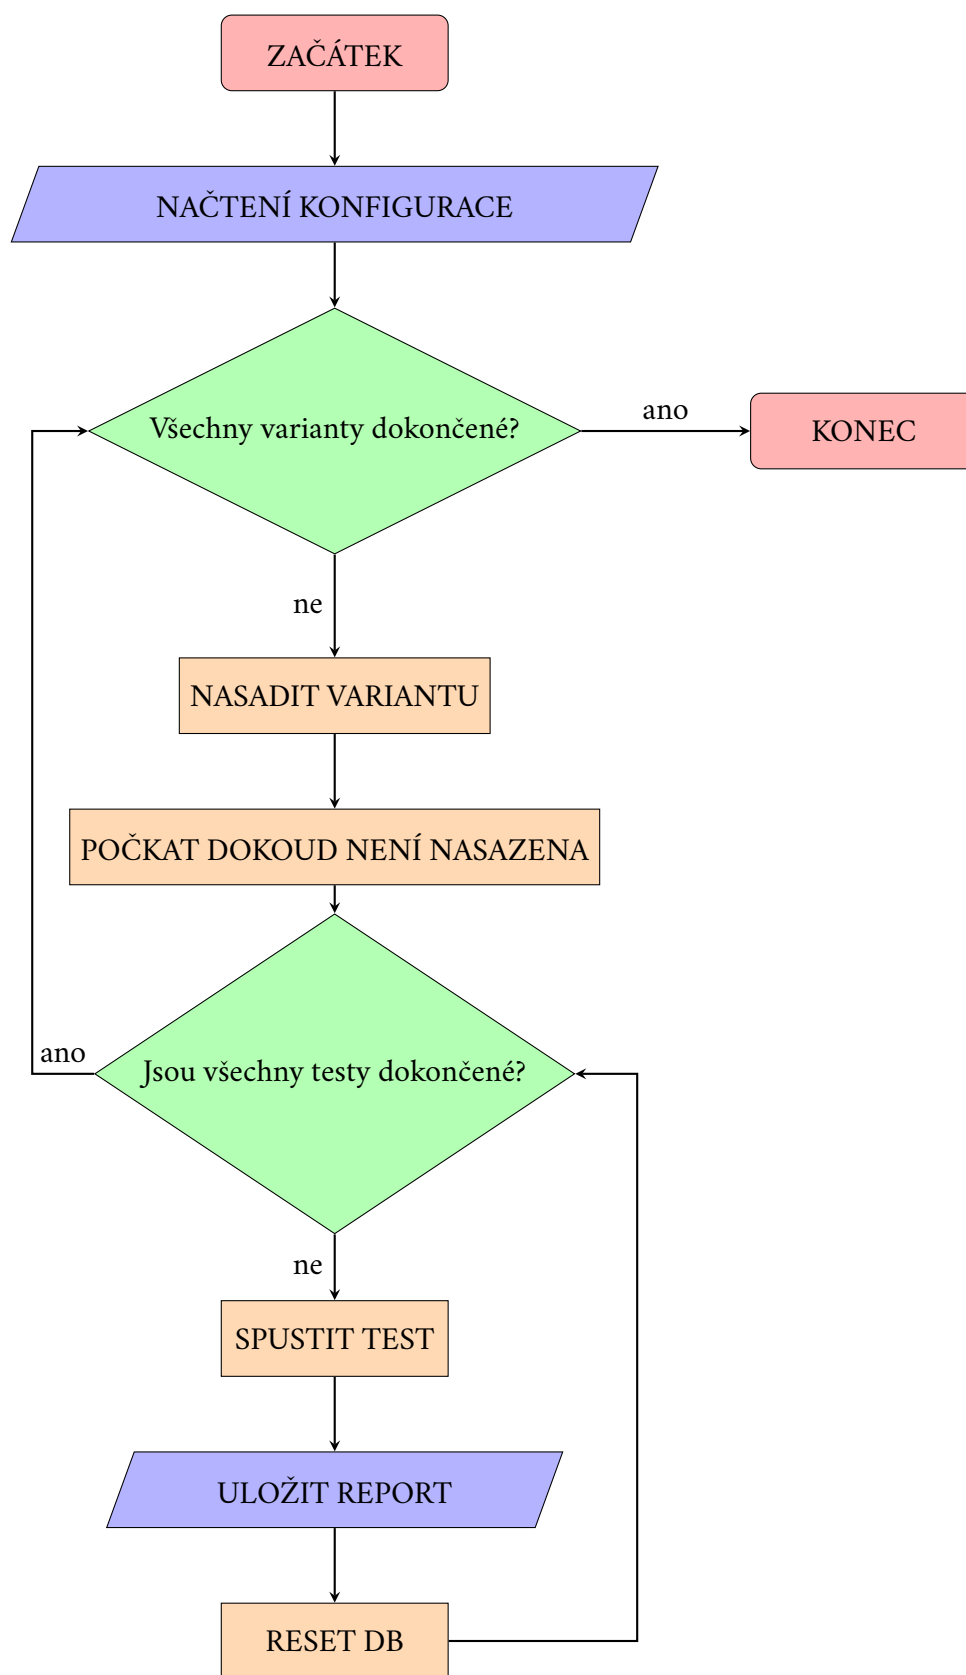 ZAČÁTEK
NAČTENÍ KONFIGURACE
Všechny varianty dokončené?
ano
KONEC
ne
NASADIT VARIANTU
POČKAT DOKOUD NENÍ NASAZENA
ano
Jsou všechny testy dokončené?
ne
SPUSTIT TEST
ULOŽIT REPORT
RESET DB